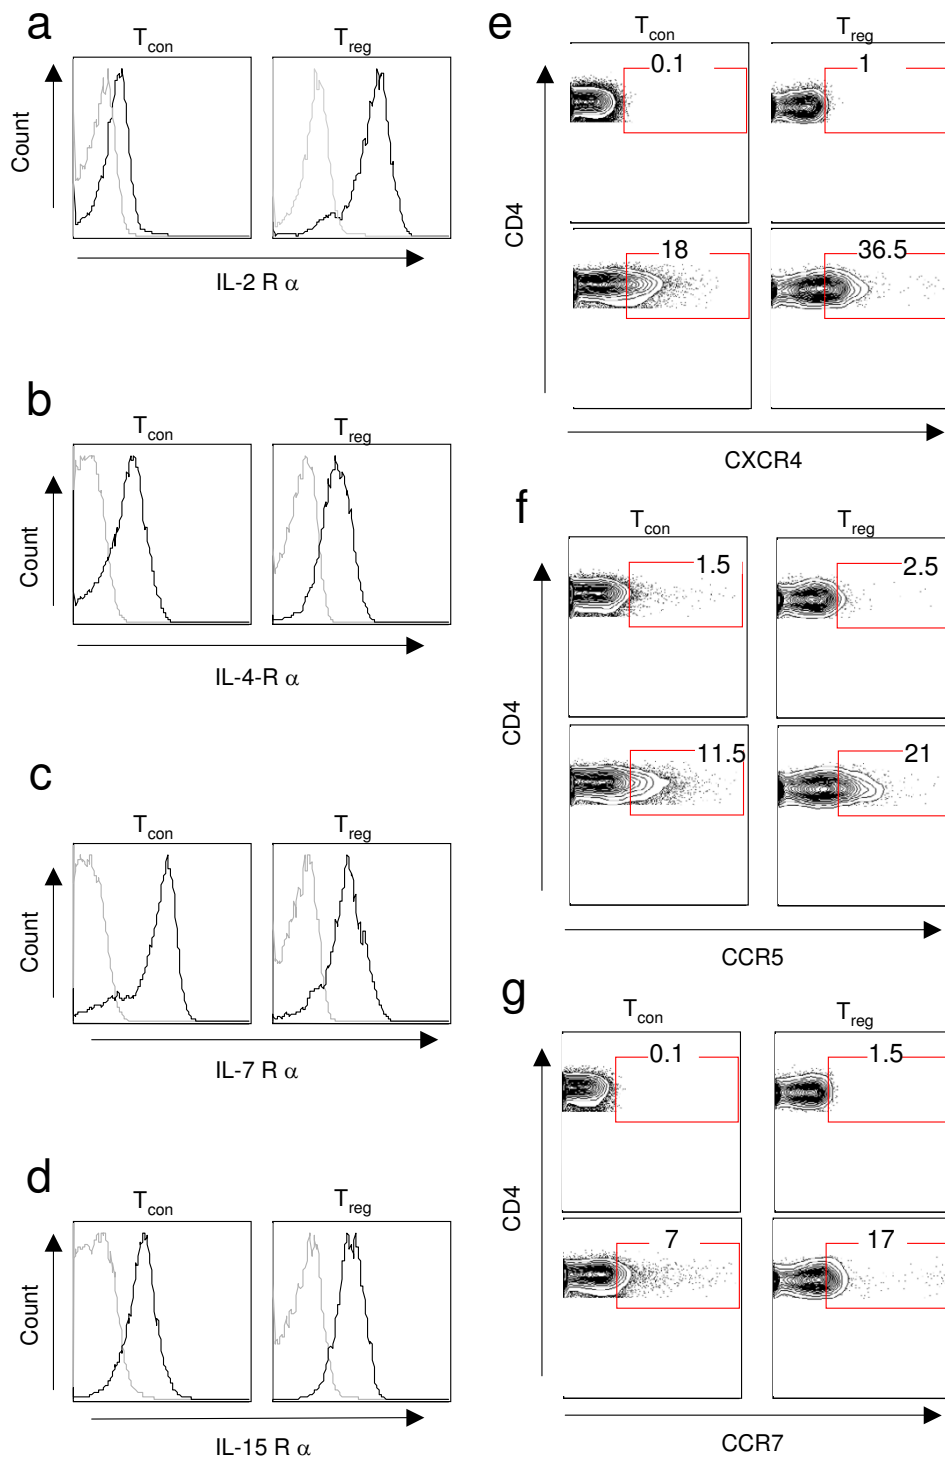 a
Tcon
Treg
Count
IL-2 R α
b
Tcon
Treg
Count
IL-4-R α
c
Tcon
Treg
Count
IL-7 R α
d
Tcon
Treg
Count
IL-15 R α
e
Tcon
Treg
0.1
1
CD4
18
36.5
CXCR4
f
Tcon
Treg
1.5
2.5
CD4
11.5
21
CCR5
g
Tcon
Treg
0.1
1.5
CD4
7
17
CCR7